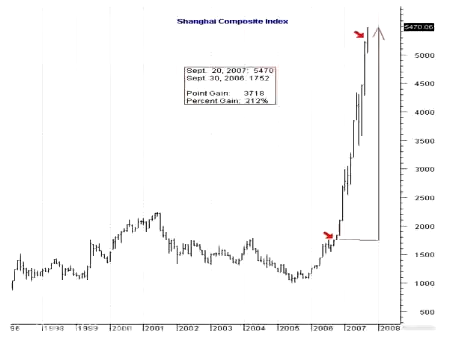 Shanghai Composite Index
5470.06
Sept. 20, 2007: 5470
Sept. 30, 2006: 1752
Point Gain: 3718
Percent Gain: 212%
5000
4500
4000
3500
3000
2500
2000
1500
1000
500
1998 1999 2000 2001 2002 2003 2004 2005 2006 2007 2008